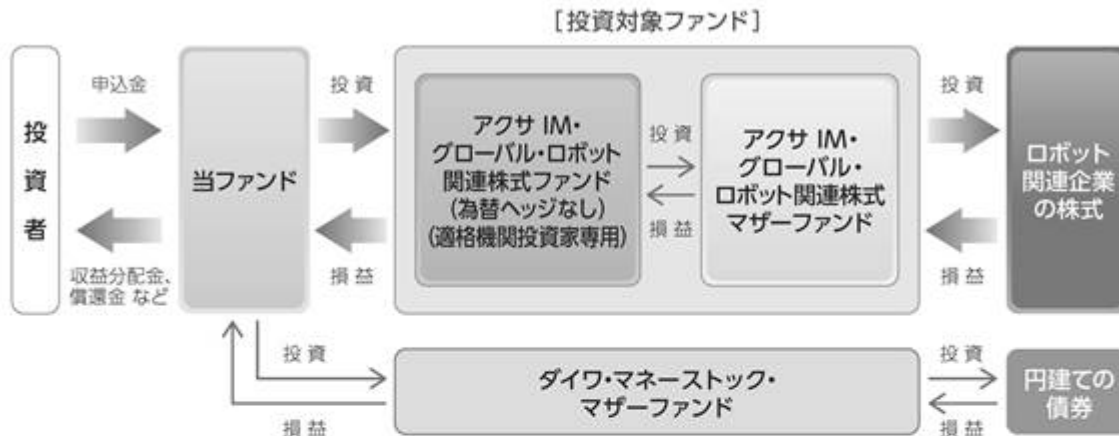 [投資対象ファンド]
投資者
申込金
収益分配金、
償還金 など
当ファンド
投資
損益
アクサ IM・
グローバル・ロボット
関連株式ファンド
(為替ヘッジなし)
(適格機関投資家専用)
投資
損益
アクサ IM・
グローバル・
ロボット関連株式
マザーファンド
投資
損益
ロボット
関連企業
の株式
投資
損益
ダイワ・マネーストック・
マザーファンド
投資
損益
円建ての
債券